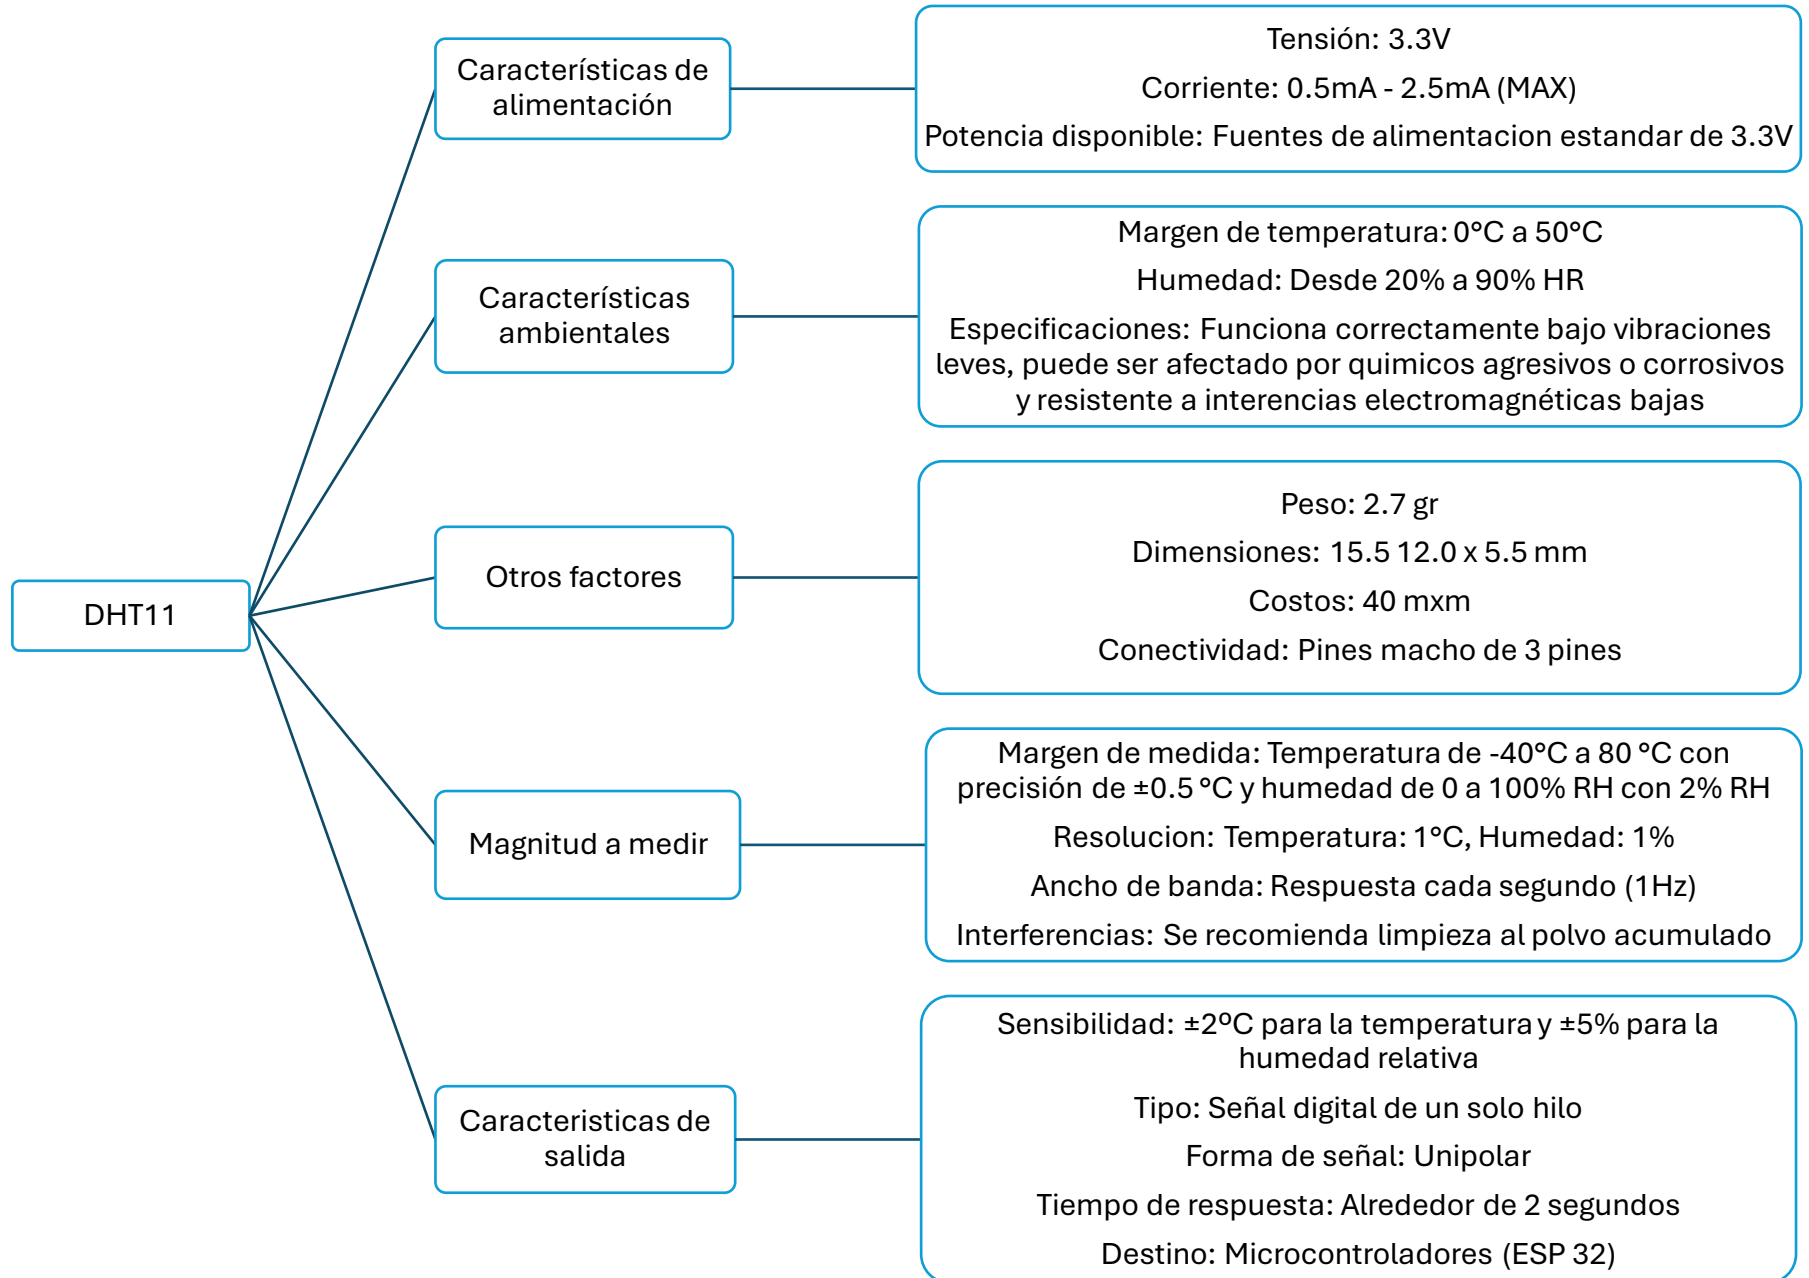 DHT11
Características de
alimentación
Tensión: 3.3V
Corriente: 0.5mA - 2.5mA (MAX)
Potencia disponible: Fuentes de alimentacion estandar de 3.3V
Características
ambientales
Margen de temperatura: 0°C a 50°C
Humedad: Desde 20% a 90% HR
Especificaciones: Funciona correctamente bajo vibraciones
leves, puede ser afectado por quimicos agresivos o corrosivos
y resistente a interencias electromagnéticas bajas
Otros factores
Peso: 2.7 gr
Dimensiones: 15.5 12.0 x 5.5 mm
Costos: 40 mxm
Conectividad: Pines macho de 3 pines
Magnitud a medir
Margen de medida: Temperatura de -40°C a 80 °C con
precisión de ±0.5 °C y humedad de 0 a 100% RH con 2% RH
Resolucion: Temperatura: 1°C, Humedad: 1%
Ancho de banda: Respuesta cada segundo (1Hz)
Interferencias: Se recomienda limpieza al polvo acumulado
Caracteristicas de
salida
Sensibilidad: ±2ºC para la temperatura y ±5% para la
humedad relativa
Tipo: Señal digital de un solo hilo
Forma de señal: Unipolar
Tiempo de respuesta: Alrededor de 2 segundos
Destino: Microcontroladores (ESP 32)